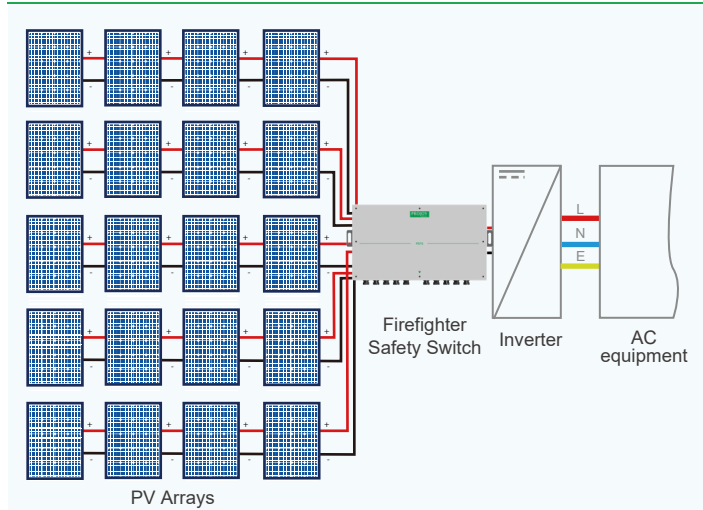 + + + +
- - - -
+ + + +
- - - -
+ + + +
- - - -
+ + + +
- - - -
+ + + +
- - - -
L
N
E
Firefighter
Safety Switch
Inverter
AC
equipment
PV Arrays